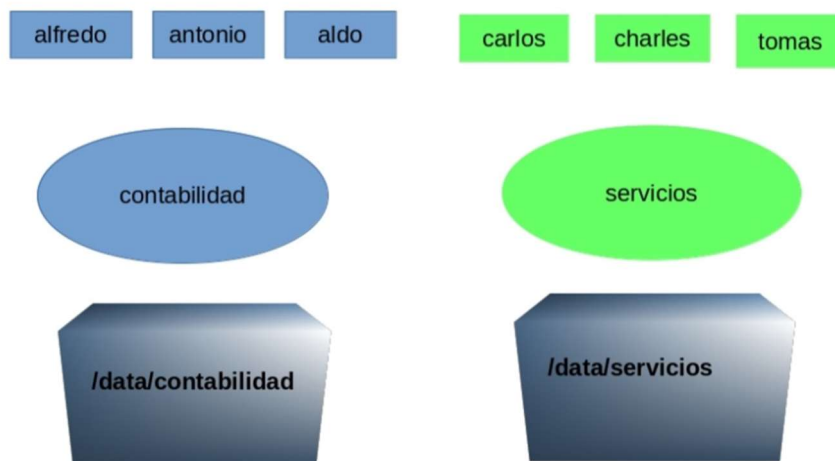 alfredo antonio aldo carlos charles tomas
contabilidad servicios
/data/contabilidad /data/servicios